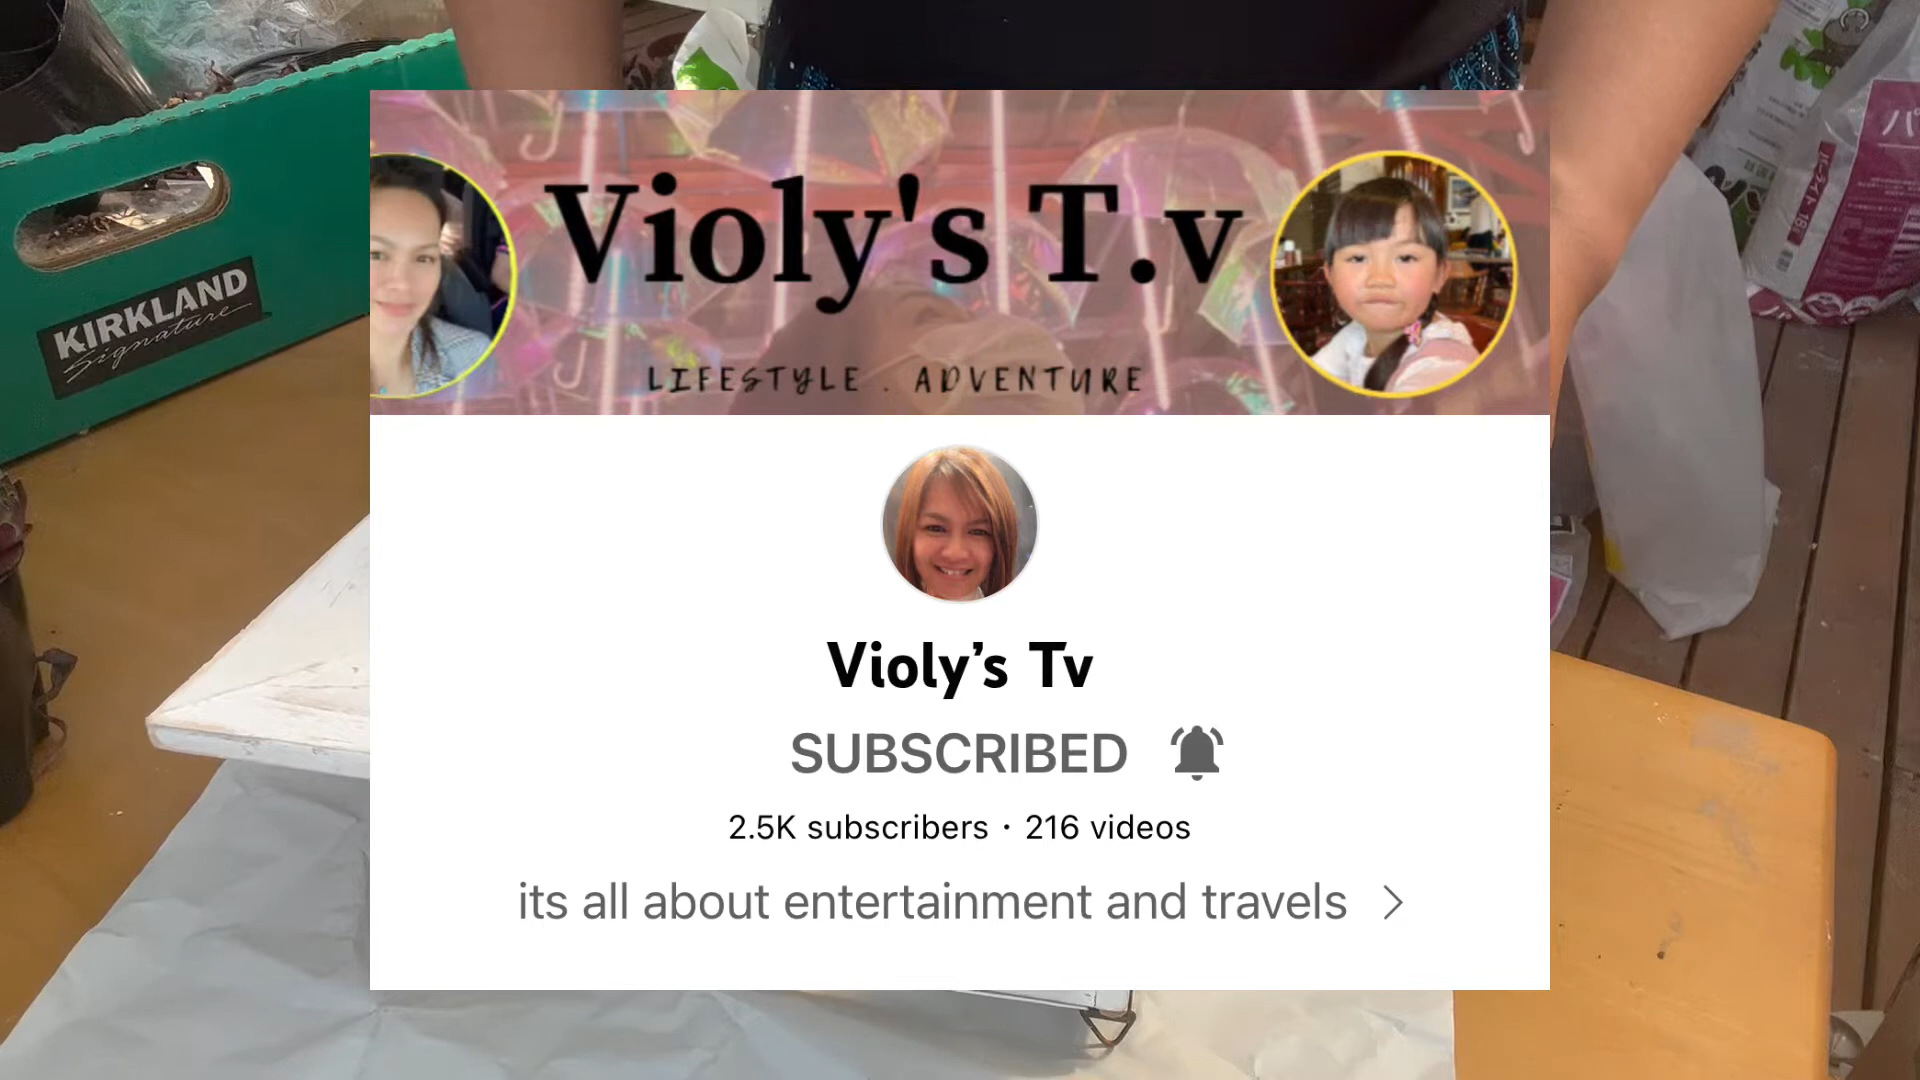 KIRKLAND
Signature
Violy's T.v
LIFESTYLE . ADVENTURE
Violy's Tv
SUBSCRIBED
2.5K subscribers · 216 videos
its all about entertainment and travels